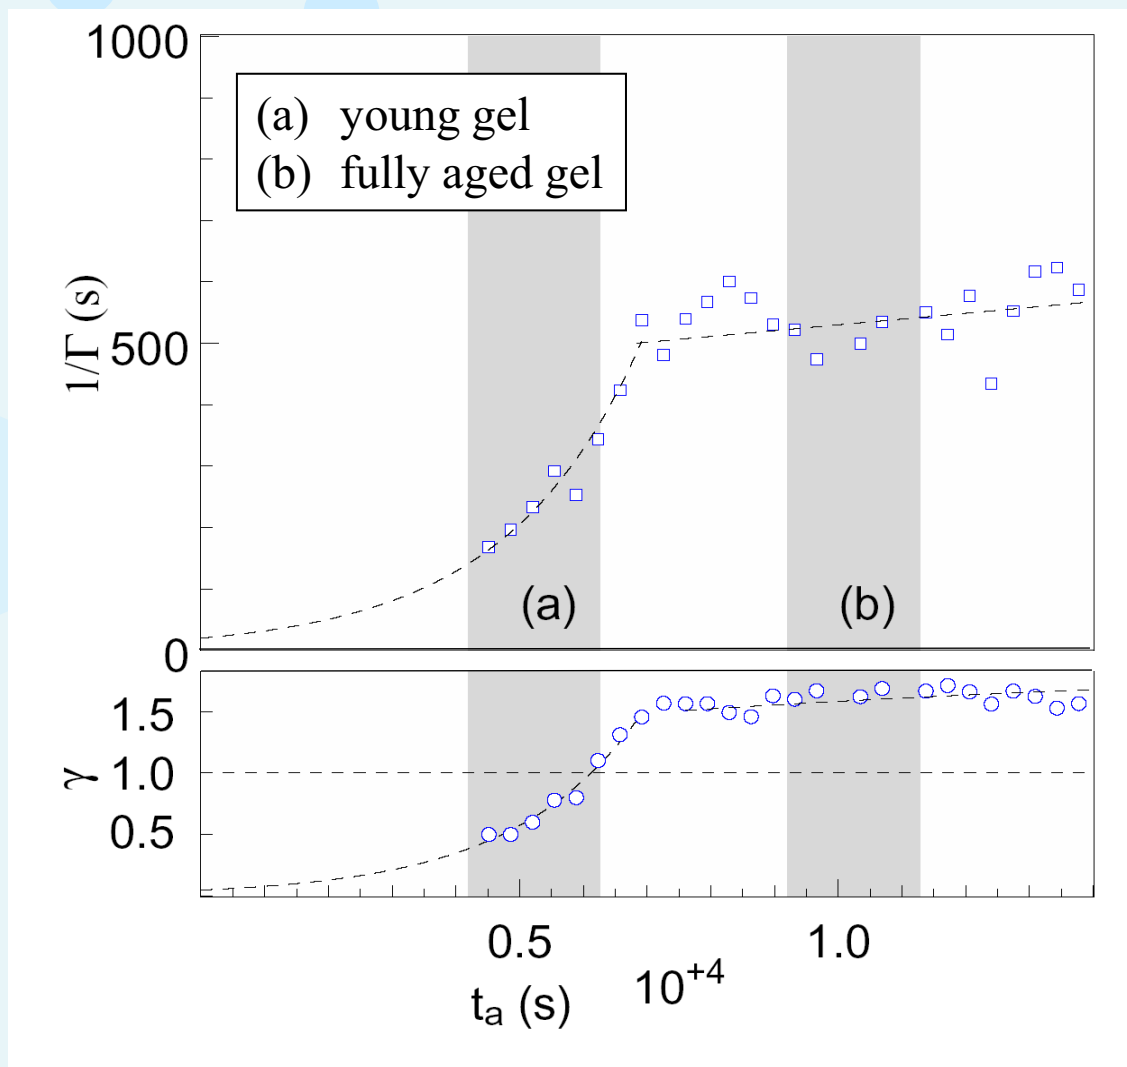 1000
(a) young gel
(b) fully aged gel
1/Γ (s)
500
(a)
(b)
0
1.5
γ
1.0
0.5
0.5
1.0
10⁺⁴
tₐ (s)